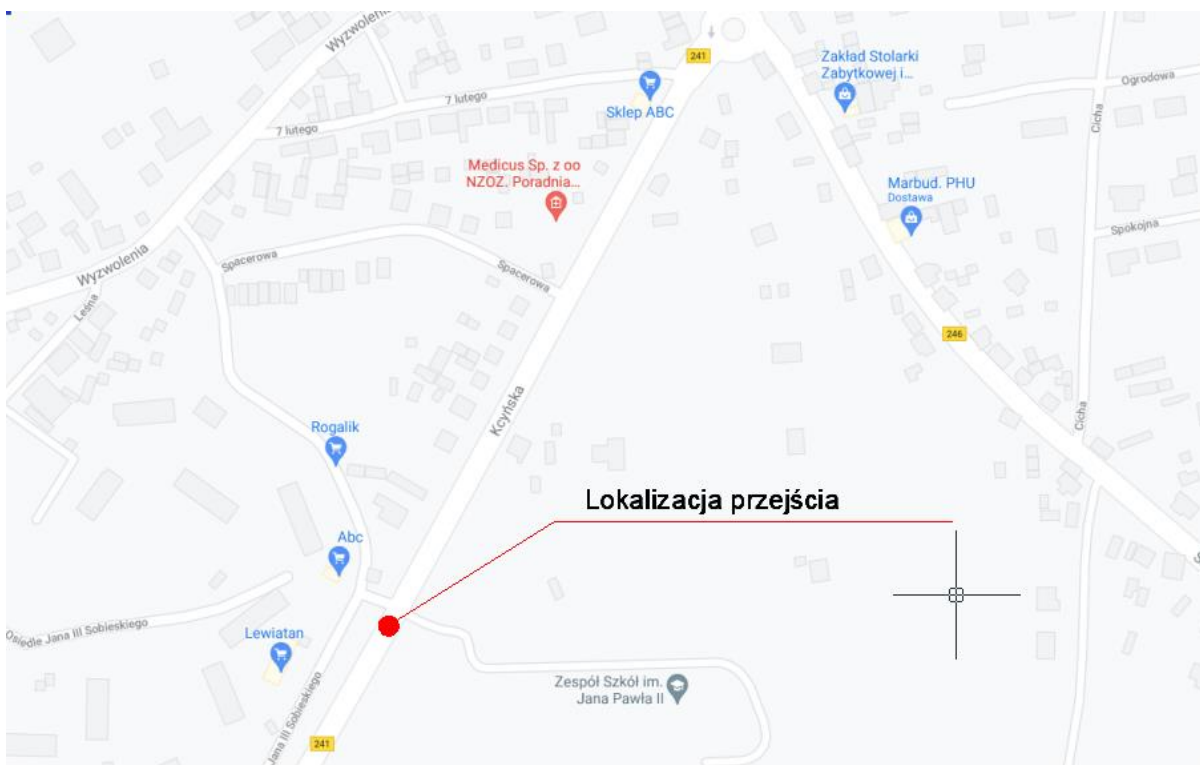 Wyzwolenia
241
Zakład Stolarki
Zabytkowej i...
Ogrodowa
7 lutego
Sklep ABC
Cicha
7 lutego
Medicus Sp. z oo
NZOZ. Poradnia...
Marbud. PHU
Dostawa
Spokojna
Wyzwolenia
Spacerowa
Spacerowa
Leśna
246
Kcyńska
Cicha
Rogalik
Lokalizacja przejścia
Abc
Osiedle Jana III Sobieskiego
Lewiatan
Zespół Szkół im.
Jana Pawła II
Jana III Sobieskiego
241